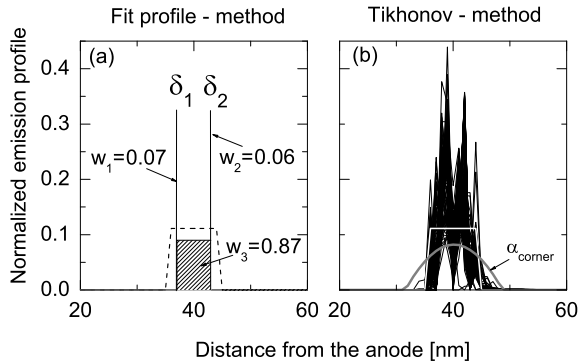 Fit profile - method
Tikhonov - method
Normalized emission profile
(a)
(b)
0.4
0.3
0.2
0.1
0.0
δ1 δ2
w1=0.07
w2=0.06
w3=0.87
αcorner
20 40 60
20 40 60
Distance from the anode [nm]